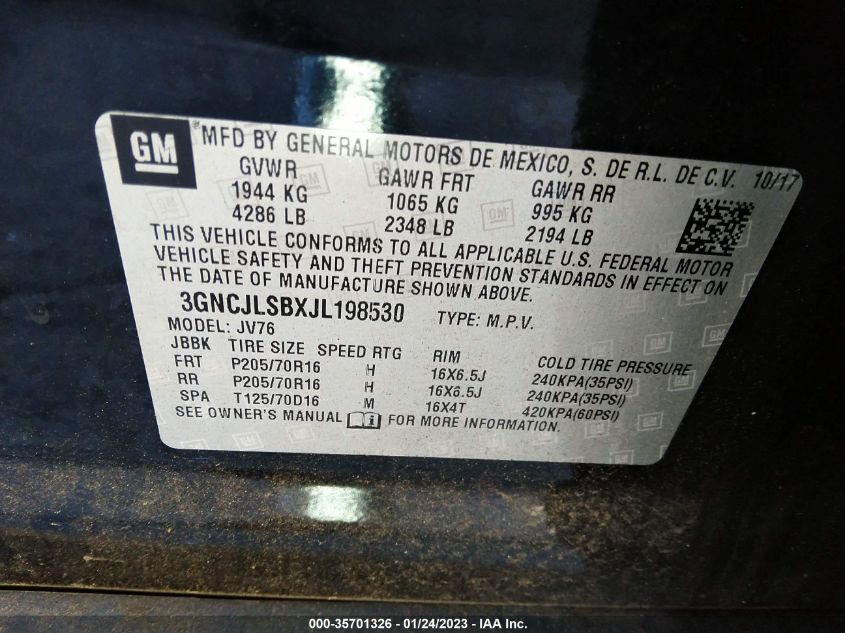 GM
MFD BY GENERAL MOTORS DE MEXICO, S. DE R.L. DE C.V. 10/17
GVWR GAWR FRT GAWR RR
1944 KG 1065 KG 995 KG
4286 LB 2348 LB 2194 LB
THIS VEHICLE CONFORMS TO ALL APPLICABLE U.S. FEDERAL MOTOR
VEHICLE SAFETY AND THEFT PREVENTION STANDARDS IN EFFECT ON
THE DATE OF MANUFACTURE SHOWN ABOVE.
3GNCJLSBXJL198530 TYPE: M.P.V.
MODEL: JV76
JBBK TIRE SIZE SPEED RTG RIM COLD TIRE PRESSURE
FRT P205/70R16 H 16X6.5J 240KPA(35PSI)
RR P205/70R16 H 16X6.5J 240KPA(35PSI)
SPA T125/70D16 M 16X4T 420KPA(60PSI)
SEE OWNER'S MANUAL i FOR MORE INFORMATION.
000-35701326 - 01/24/2023 - IAA Inc.